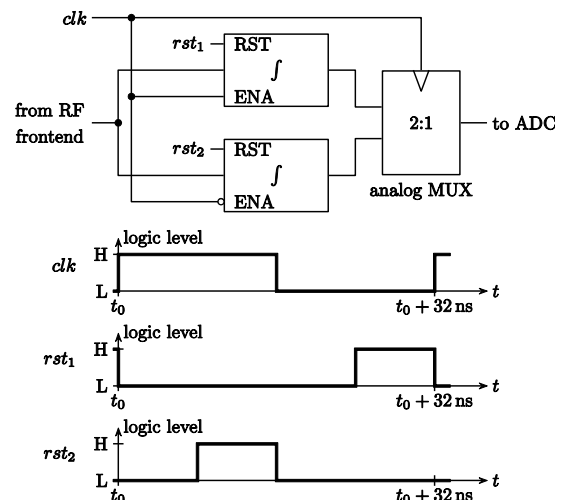 clk
rst₁ RST
∫
ENA
from RF
frontend
2:1
to ADC
rst₂ RST
∫
ENA
analog MUX
logic level
clk H
L
t
t₀
t₀ + 32 ns
logic level
rst₁ H
L
t
t₀
t₀ + 32 ns
logic level
rst₂ H
L
t
t₀
t₀ + 32 ns